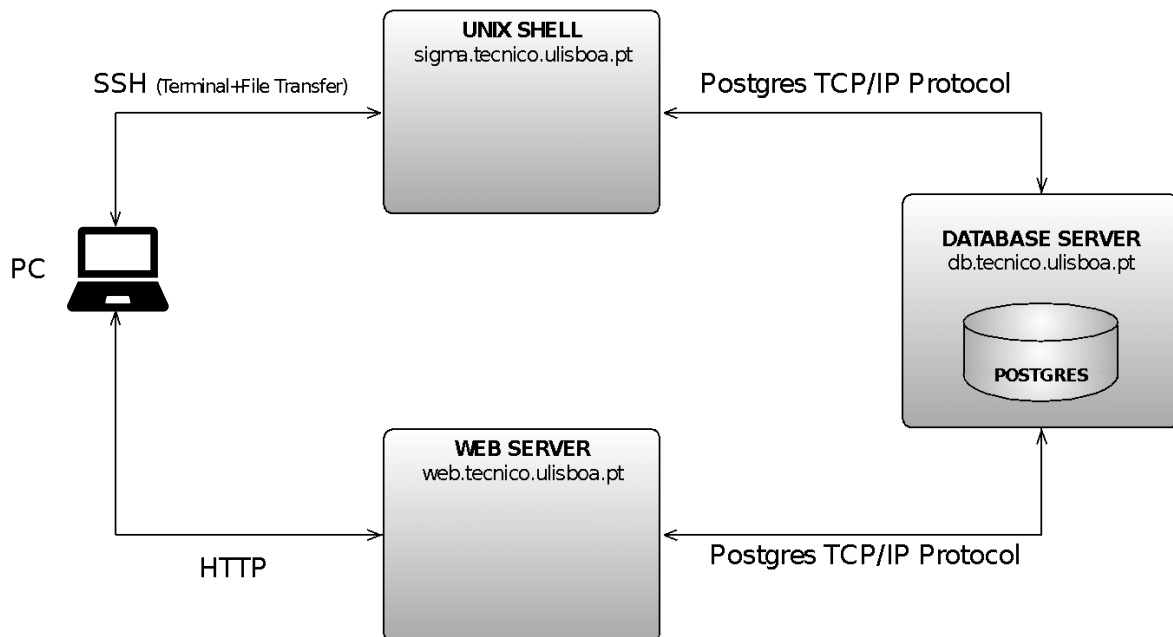 UNIX SHELL
sigma.tecnico.ulisboa.pt
SSH (Terminal+File Transfer)
Postgres TCP/IP Protocol
PC
DATABASE SERVER
db.tecnico.ulisboa.pt
POSTGRES
WEB SERVER
web.tecnico.ulisboa.pt
HTTP
Postgres TCP/IP Protocol